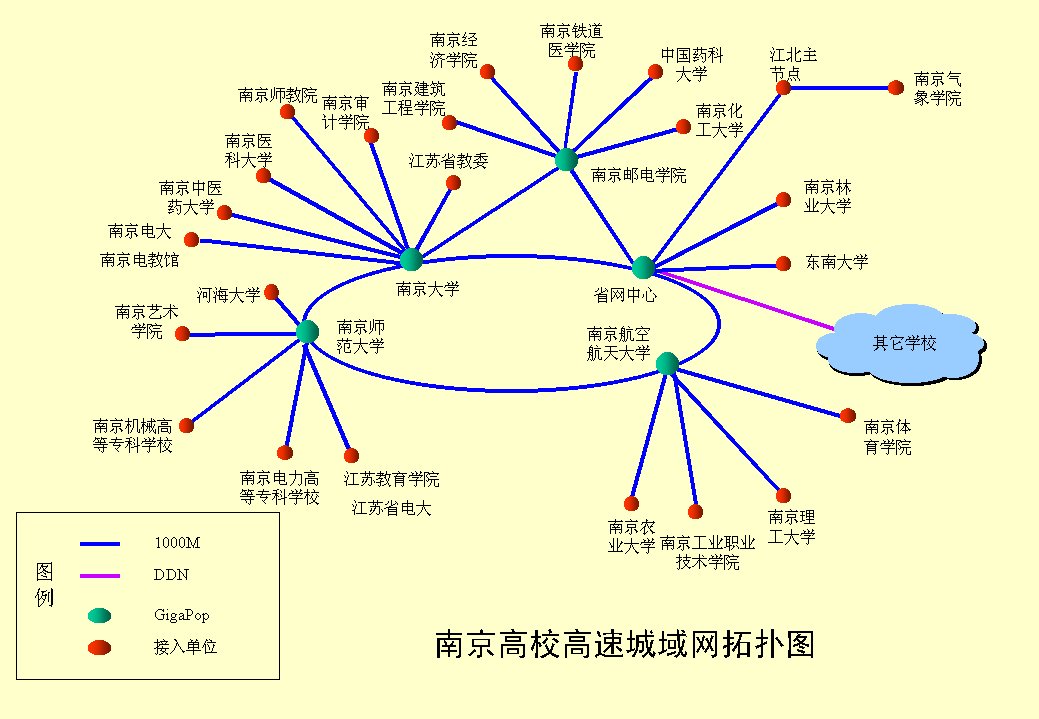 南京铁道
医学院
南京经
济学院
中国药科
大学
江北主
节点
南京气
象学院
南京师教院
南京审
计学院
南京建筑
工程学院
南京化
工大学
南京医
科大学
江苏省教委
南京邮电学院
南京中医
药大学
南京林
业大学
南京电大
南京电教馆
东南大学
南京大学
省网中心
河海大学
南京艺术
学院
南京师
范大学
南京航空
航天大学
其它学校
南京机械高
等专科学校
南京体
育学院
南京电力高
等专科学校
江苏教育学院
江苏省电大
南京农
业大学
南京工业职业
技术学院
南京理
工大学
图
例
1000M
DDN
GigaPop
接入单位
南京高校高速城域网拓扑图